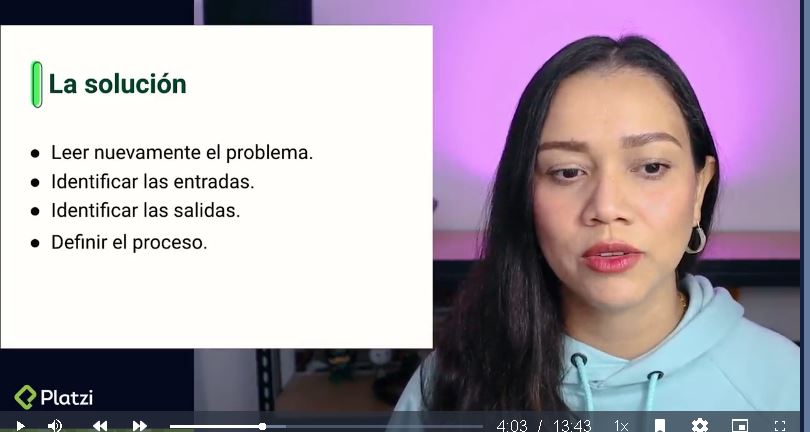 La solución
● Leer nuevamente el problema.
● Identificar las entradas.
● Identificar las salidas.
● Definir el proceso.
Platzi
4:03 / 13:43 1x